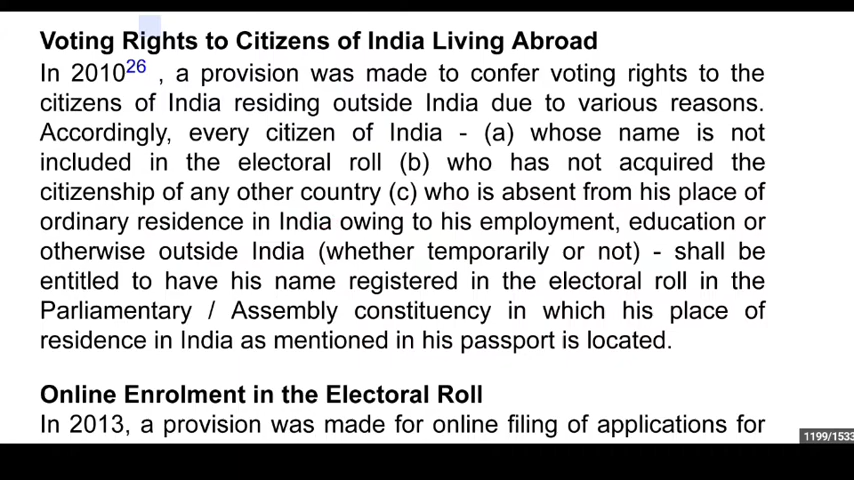 Voting Rights to Citizens of India Living Abroad
In 201026 , a provision was made to confer voting rights to the
citizens of India residing outside India due to various reasons.
Accordingly, every citizen of India - (a) whose name is not
included in the electoral roll (b) who has not acquired the
citizenship of any other country (c) who is absent from his place of
ordinary residence in India owing to his employment, education or
otherwise outside India (whether temporarily or not) - shall be
entitled to have his name registered in the electoral roll in the
Parliamentary / Assembly constituency in which his place of
residence in India as mentioned in his passport is located.
Online Enrolment in the Electoral Roll
In 2013, a provision was made for online filing of applications for
1199/1533